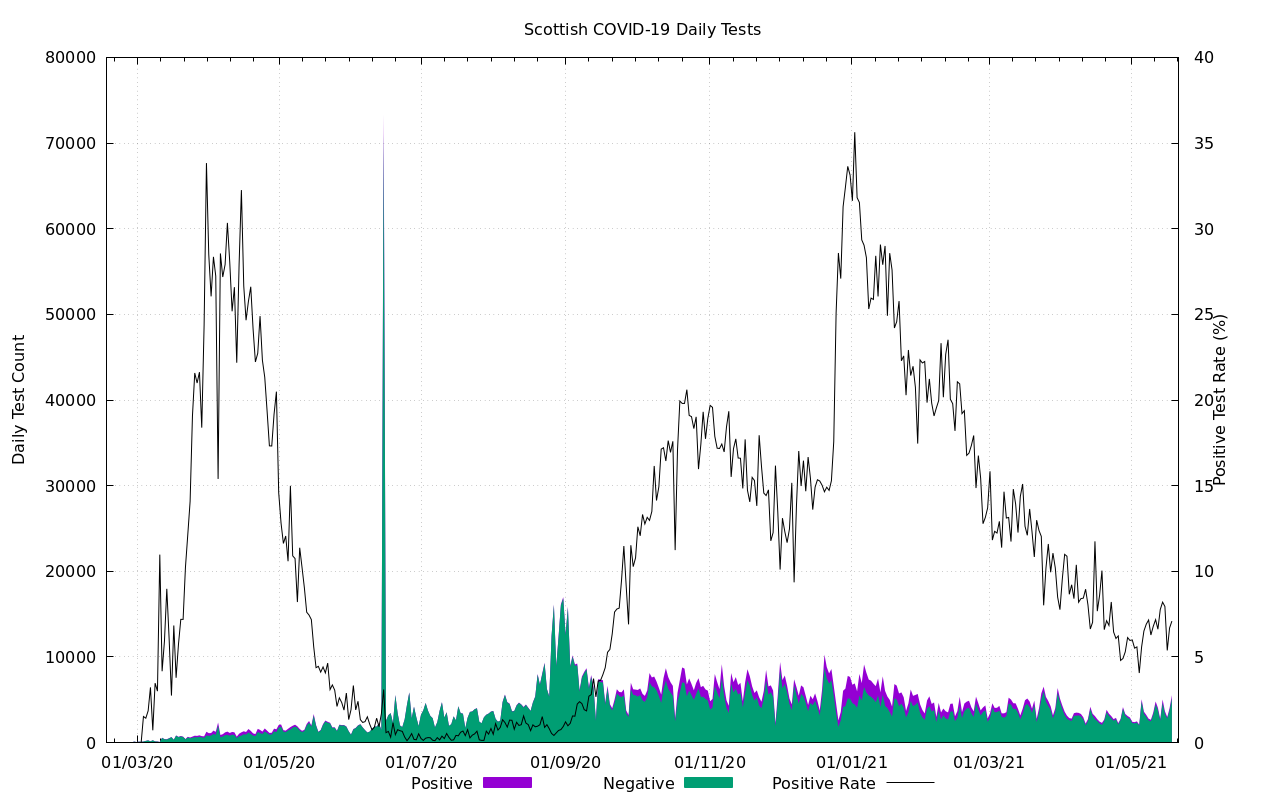 Scottish COVID-19 Daily Tests
80000 40
70000 35
60000 30
50000 25
40000 20
30000 15
20000 10
10000 5
0 0
Daily Test Count
Positive Test Rate (%)
01/03/20 01/05/20 01/07/20 01/09/20 01/11/20 01/01/21 01/03/21 01/05/21
Positive Negative Positive Rate